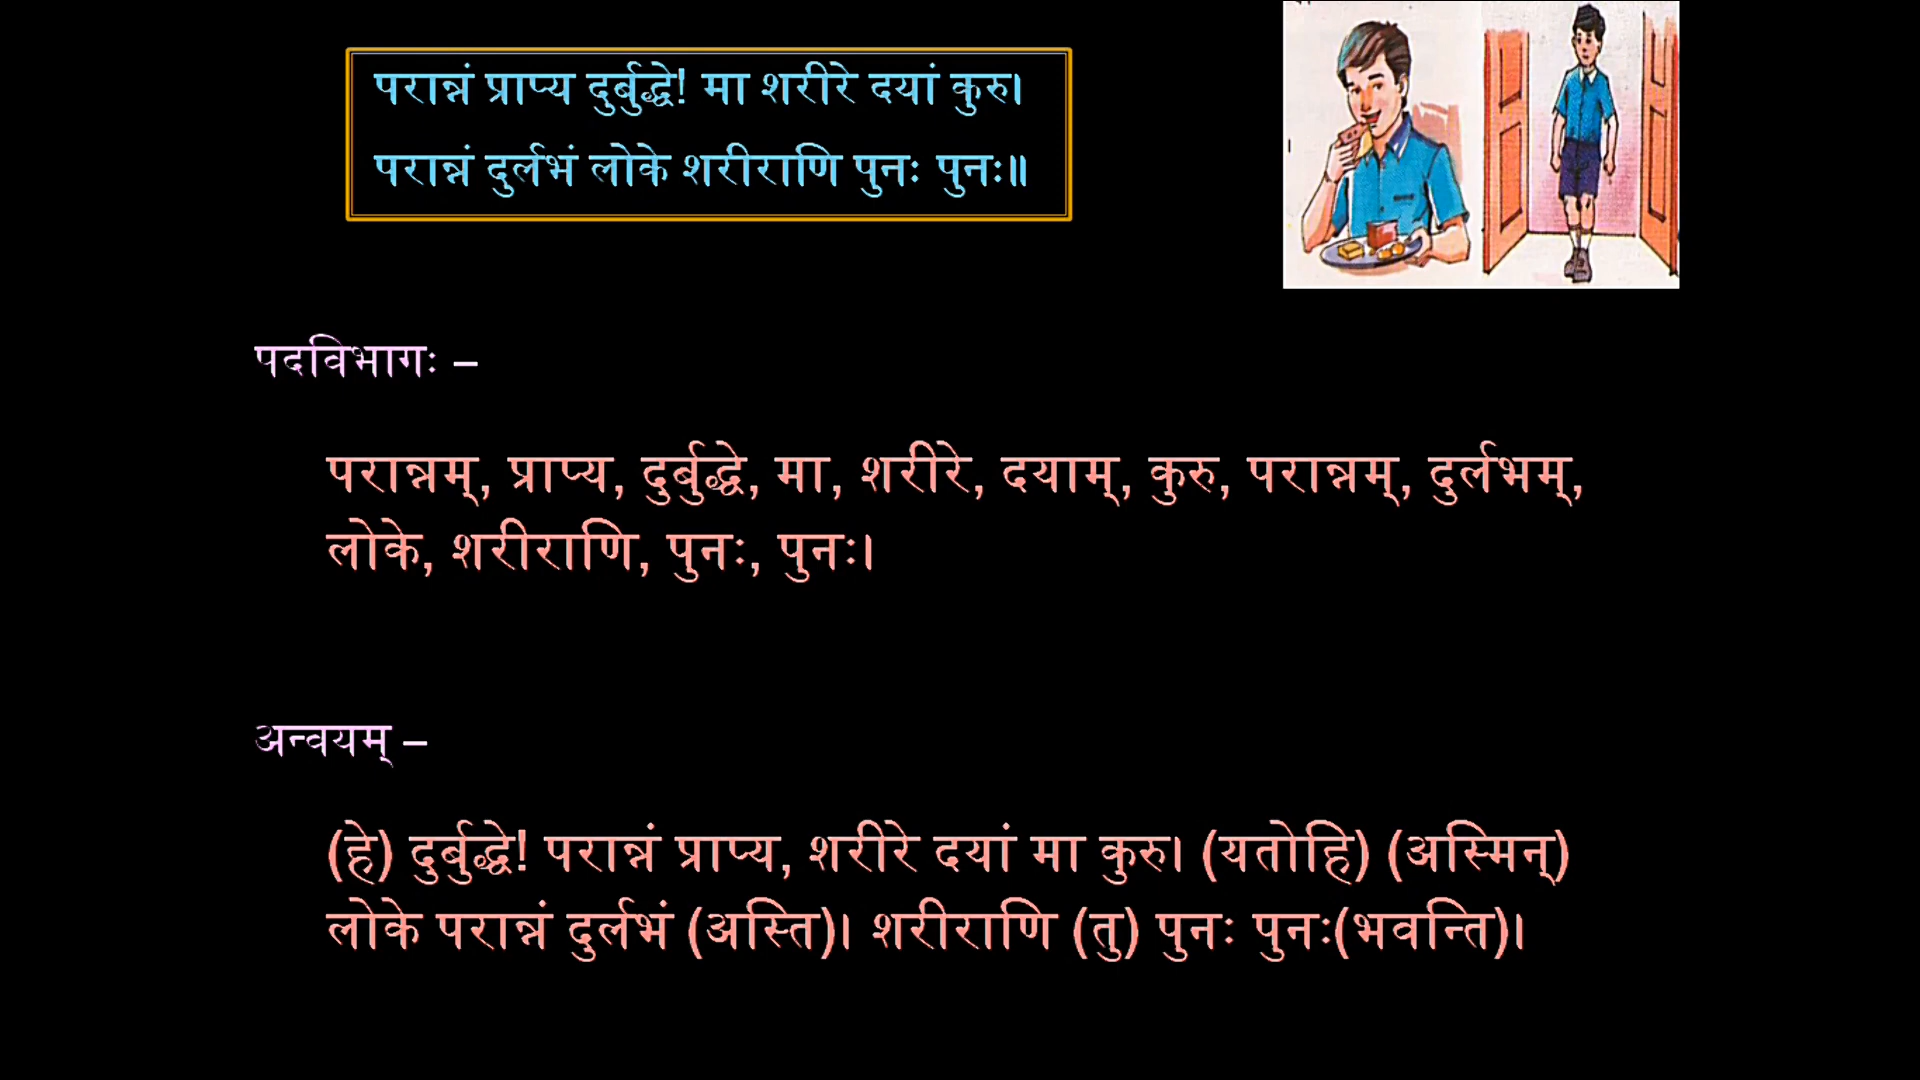 परान्नं प्राप्य दुर्बुद्धे! मा शरीरे दयां कुरु।
परान्नं दुर्लभं लोके शरीराणि पुनः पुनः॥
पदविभागः –
परान्नम्, प्राप्य, दुर्बुद्धे, मा, शरीरे, दयाम्, कुरु, परान्नम्, दुर्लभम्,
लोके, शरीराणि, पुनः, पुनः।
अन्वयम् –
(हे) दुर्बुद्धे! परान्नं प्राप्य, शरीरे दयां मा कुरु। (यतोहि) (अस्मिन्)
लोके परान्नं दुर्लभं (अस्ति)। शरीराणि (तु) पुनः पुनः(भवन्ति)।